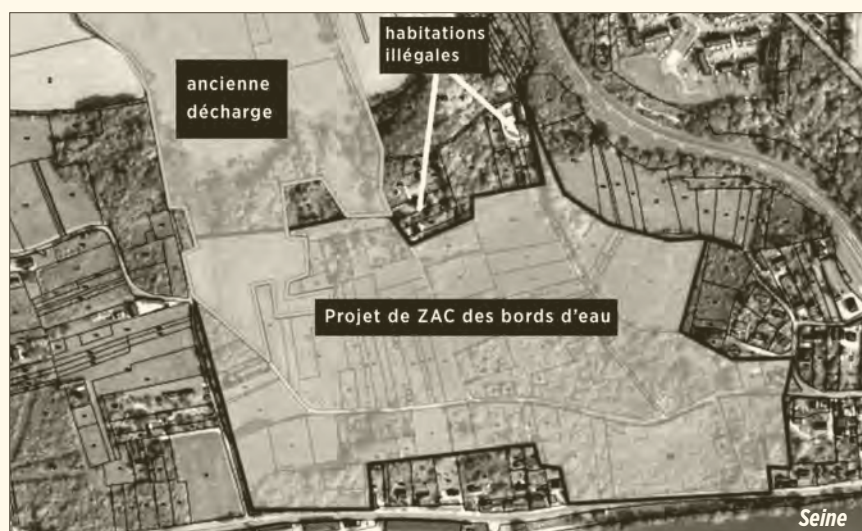 habitations
illégales
ancienne
décharge
Projet de ZAC des bords d'eau
Seine